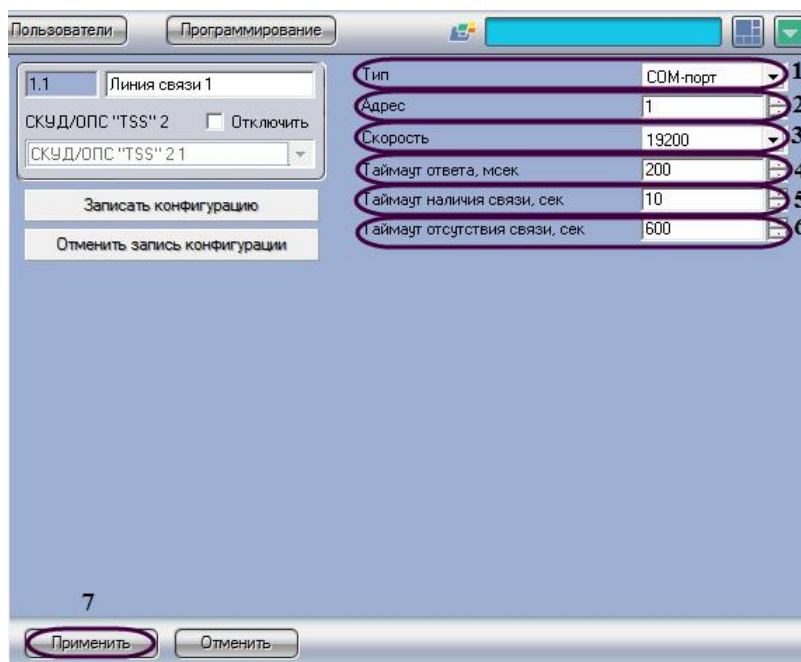 Пользователи
Программирование
1.1
Линия связи 1
СКУД/ОПС "TSS" 2
Отключить
СКУД/ОПС "TSS" 2 1
Записать конфигурацию
Отменить запись конфигурации
Тип
COM-порт
1
Адрес
1
2
Скорость
19200
3
Таймаут ответа, мсек
200
4
Таймаут наличия связи, сек
10
5
Таймаут отсутствия связи, сек
600
6
7
Применить
Отменить